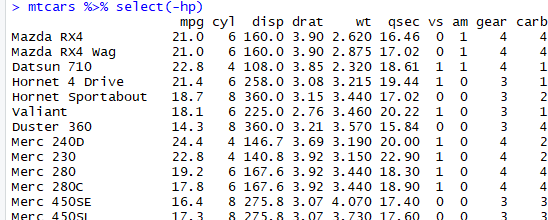 > mtcars %>% select(-hp)
mpg cyl disp drat wt qsec vs am gear carb
Mazda RX4 21.0 6 160.0 3.90 2.620 16.46 0 1 4 4
Mazda RX4 Wag 21.0 6 160.0 3.90 2.875 17.02 0 1 4 4
Datsun 710 22.8 4 108.0 3.85 2.320 18.61 1 1 4 1
Hornet 4 Drive 21.4 6 258.0 3.08 3.215 19.44 1 0 3 1
Hornet Sportabout 18.7 8 360.0 3.15 3.440 17.02 0 0 3 2
Valiant 18.1 6 225.0 2.76 3.460 20.22 1 0 3 1
Duster 360 14.3 8 360.0 3.21 3.570 15.84 0 0 3 4
Merc 240D 24.4 4 146.7 3.69 3.190 20.00 1 0 4 2
Merc 230 22.8 4 140.8 3.92 3.150 22.90 1 0 4 2
Merc 280 19.2 6 167.6 3.92 3.440 18.30 1 0 4 4
Merc 280C 17.8 6 167.6 3.92 3.440 18.90 1 0 4 4
Merc 450SE 16.4 8 275.8 3.07 4.070 17.40 0 0 3 3
Merc 450SL 17.3 8 275.8 3.07 3.730 17.60 0 0 3 3